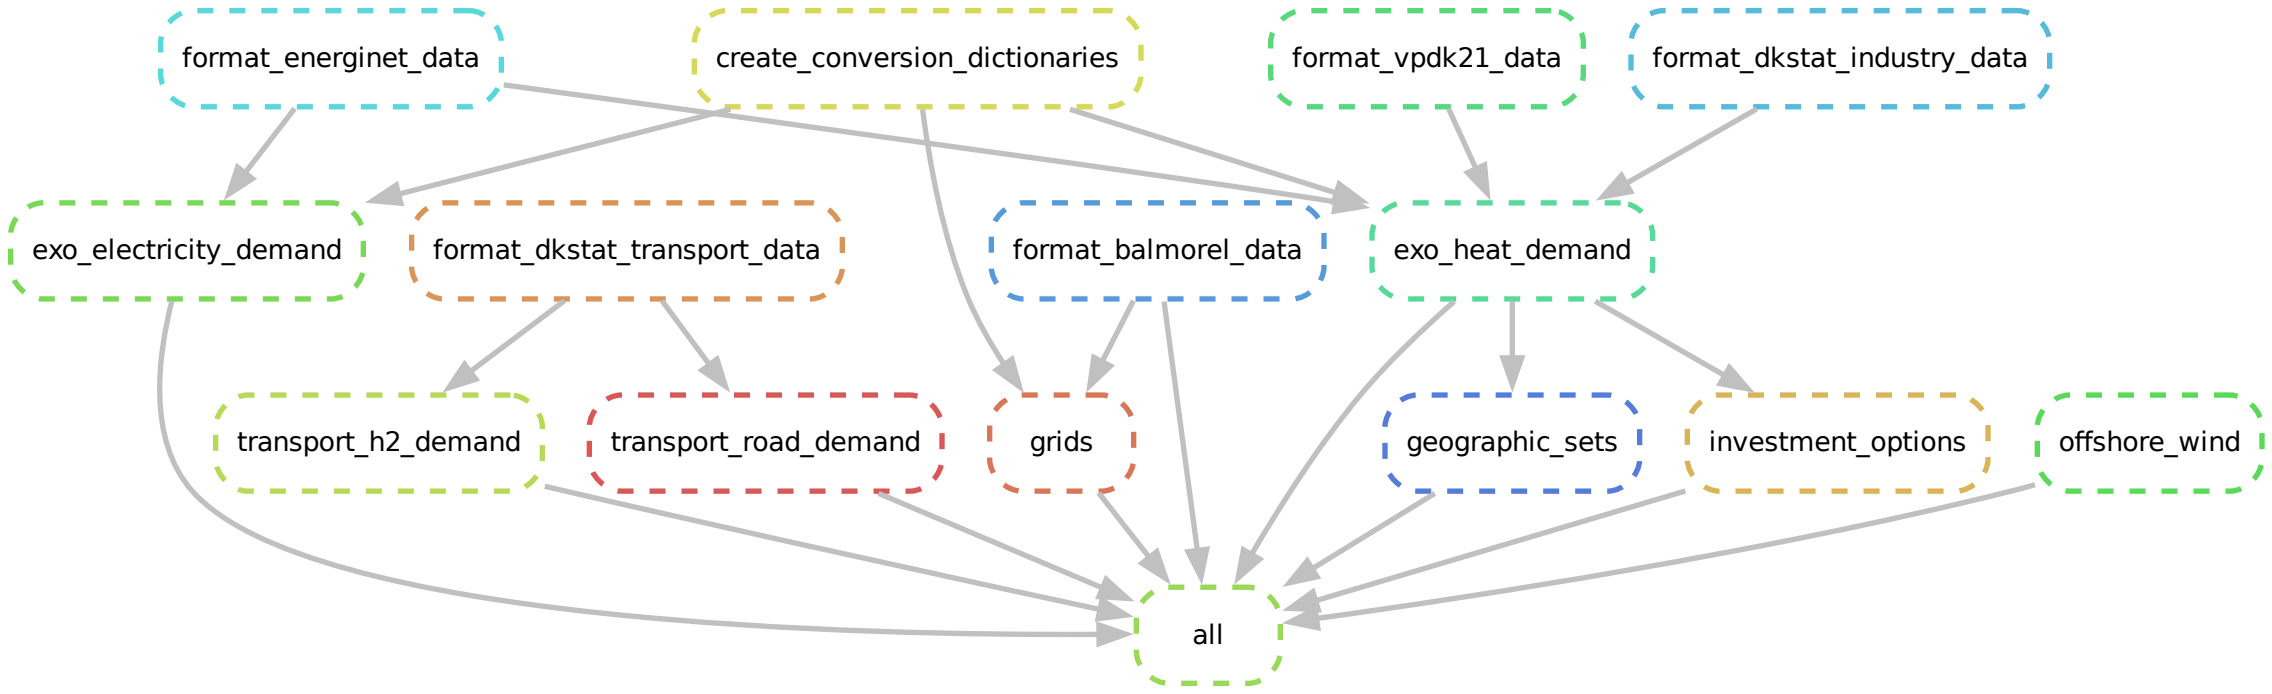 format_energinet_data
create_conversion_dictionaries
format_vpdk21_data
format_dkstat_industry_data
exo_electricity_demand
format_dkstat_transport_data
format_balmorel_data
exo_heat_demand
transport_h2_demand
transport_road_demand
grids
geographic_sets
investment_options
offshore_wind
all